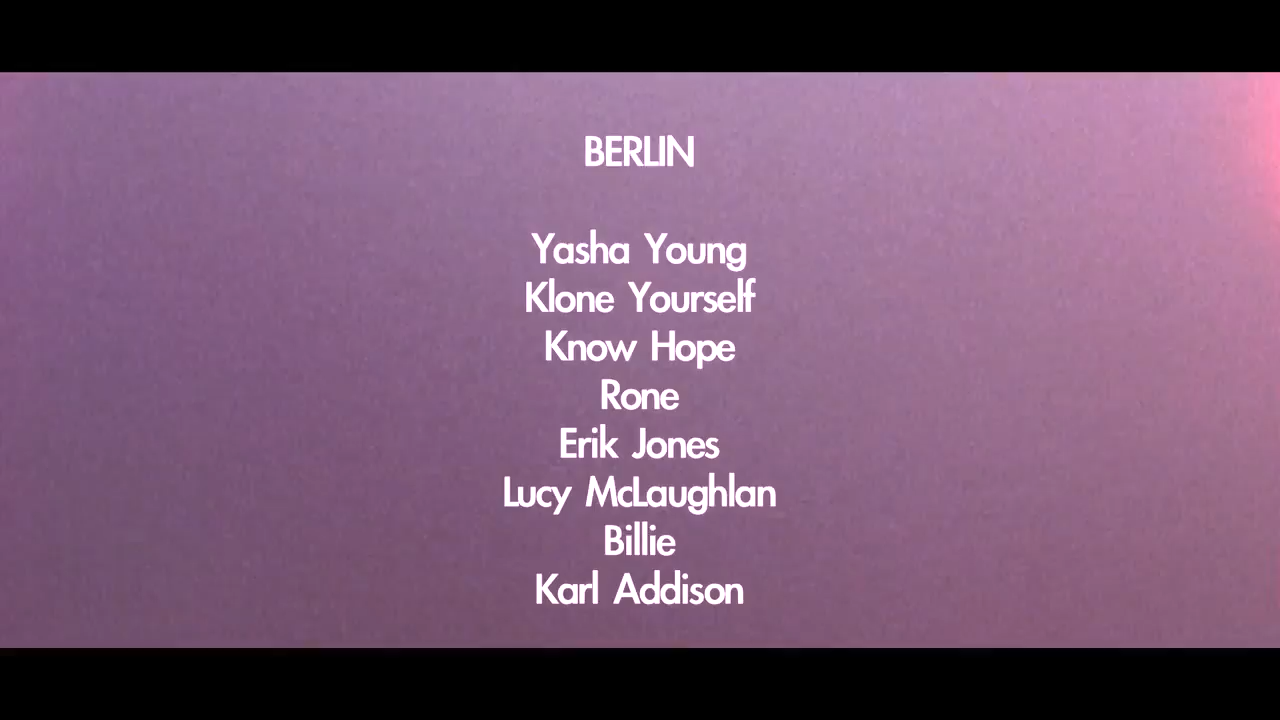 BERLIN
Yasha Young
Klone Yourself
Know Hope
Rone
Erik Jones
Lucy McLaughlan
Billie
Karl Addison